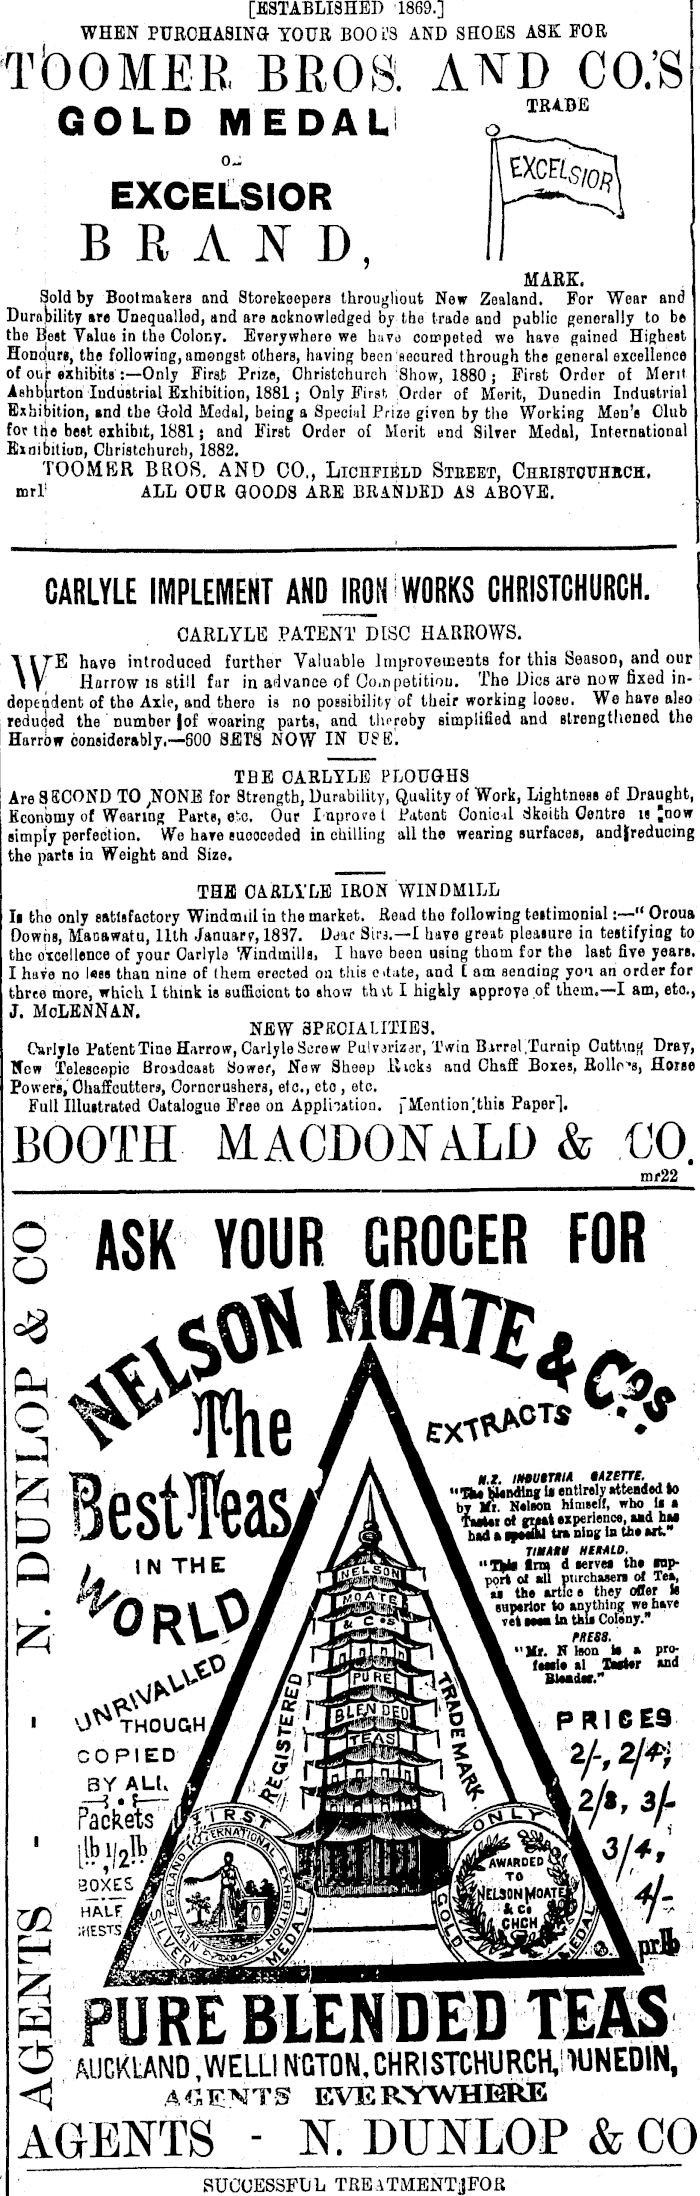 [ESTABLISHED 1869.]
WHEN PURCHASING YOUR BOOTS AND SHOES ASK FOR
TOOMER BROS. AND CO.'S
GOLD MEDAL
EXCELSIOR
BRAND,
TRADE
EXCELSIOR
MARK.
Sold by Bootmakers and Storekeepers throughout New Zealand. For Wear and
Durability are Unequalled, and are acknowledged by the trade and public generally to be
the Best Value in the Colony. Everywhere we have competed we have gained Highest
Honours, the following, amongst others, having been secured through the general excellence
of our exhibits :—Only First Prize, Christchurch Show, 1880 ; First Order of Merit
Ashburton Industrial Exhibition, 1881 ; Only First Order of Merit, Dunedin Industrial
Exhibition, and the Gold Medal, being a Special Prize given by the Working Men's Club
for the best exhibit, 1881 ; and First Order of Merit and Silver Medal, International
Exhibition, Christchurch, 1882.
TOOMER BROS. AND CO., LICHFIELD STREET, CHRISTCUHRCH.
mr1 ALL OUR GOODS ARE BRANDED AS ABOVE.
CARLYLE IMPLEMENT AND IRON WORKS CHRISTCHURCH.
CARLYLE PATENT DISC HARROWS.
WE have introduced further Valuable Improvements for this Season, and our
Harrow is still far in advance of Competition. The Dics are now fixed in-
dependent of the Axle, and there is no possibility of their working loose. We have also
reduced the number of wearing parts, and thereby simplified and strengthened the
Harrow considerably.—600 SETS NOW IN USE.
THE CARLYLE PLOUGHS
Are SECOND TO NONE for Strength, Durability, Quality of Work, Lightness of Draught,
Economy of Wearing Parts, etc. Our Improved Patent Conical Skeith Centre is now
simply perfection. We have succeeded in chilling all the wearing surfaces, and reducing
the parts in Weight and Size.
THE CARLYLE IRON WINDMILL
Is the only satisfactory Windmill in the market. Read the following testimonial :—" Oroua
Downs, Manawatu, 11th January, 1887. Dear Sirs.—I have great pleasure in testifying to
the excellence of your Carlyle Windmills, I have been using them for the last five years.
I have no less than nine of them erected on this estate, and I am sending you an order for
three more, which I think is sufficient to show that I highly approve of them.—I am, etc.,
J. McLENNAN.
NEW SPECIALITIES.
Carlyle Patent Tine Harrow, Carlyle Screw Pulverizer, Twin Barrel Turnip Cutting Dray,
New Telescopic Broadcast Sower, New Sheep Racks and Chaff Boxes, Rollers, Horse
Powers, Chaffcutters, Corncrushers, etc., etc , etc.
Full Illustrated Catalogue Free on Application. [Mention this Paper].
BOOTH MACDONALD & CO.
mr22
N. DUNLOP & CO
AGENTS - -
ASK YOUR GROCER FOR
NELSON MOATE & Cos.
The
Best Teas
IN THE
WORLD
UNRIVALLED
THOUGH
COPIED
BY ALL.
Packets
1lb, 1/2lb
BOXES
HALF
CHESTS
EXTRACTS
N.Z. INDUSTRIA GAZETTE.
"The blending is entirely attended to
by Mr. Nelson himself, who is a
Taster of great experience, and has
had a special tra ning in the art."
TIMARU HERALD.
"This firm d serves the sup-
port of all purchasers of Tea,
as the artic e they offer is
superior to anything we have
yet seen in this Colony."
PRESS.
"Mr. N lson is a pro-
fessio al Taster and
Blender."
PRICES
2/-, 2/4,
2/8, 3/-
3/4,
4/-
pr lb
NELSON
MOATE
& Cos
PURE
BLENDED
TEAS
REGISTERED
TRADE MARK
FIRST
SILVER MEDAL
NEW ZEALAND INTERNATIONAL EXHIBITION
ONLY
GOLD MEDAL
AWARDED
TO
NELSON MOATE
& Co
CHCH
PURE BLENDED TEAS
AUCKLAND, WELLINGTON, CHRISTCHURCH, DUNEDIN,
AGENTS EVERYWHERE
AGENTS - N. DUNLOP & CO
SUCCESSFUL TREATMENT FOR